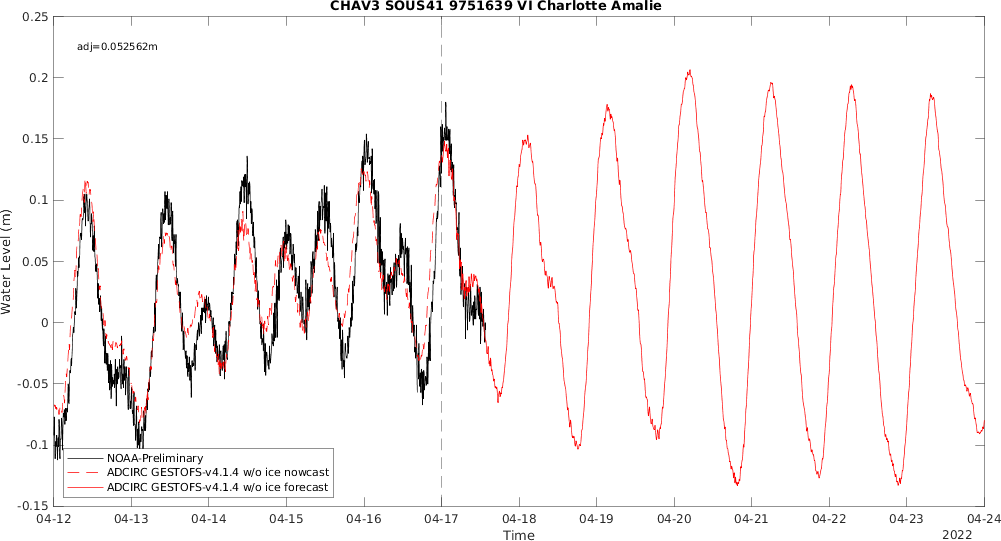 CHAV3 SOUS41 9751639 VI Charlotte Amalie
adj=0.052562m
0.25
0.2
0.15
0.1
0.05
0
-0.05
-0.1
-0.15
Water Level (m)
NOAA-Preliminary
ADCIRC GESTOFS-v4.1.4 w/o ice nowcast
ADCIRC GESTOFS-v4.1.4 w/o ice forecast
04-12 04-13 04-14 04-15 04-16 04-17 04-18 04-19 04-20 04-21 04-22 04-23 04-24
Time
2022